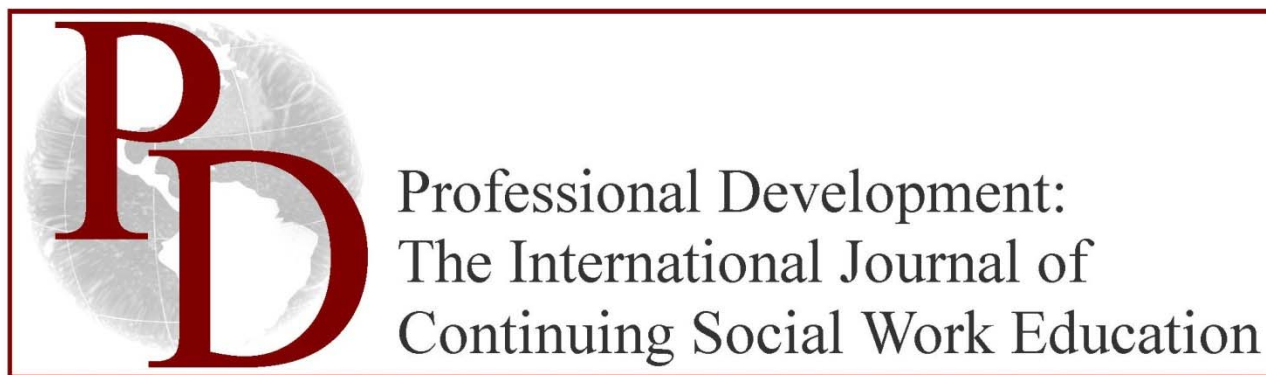 PD
Professional Development:
The International Journal of
Continuing Social Work Education